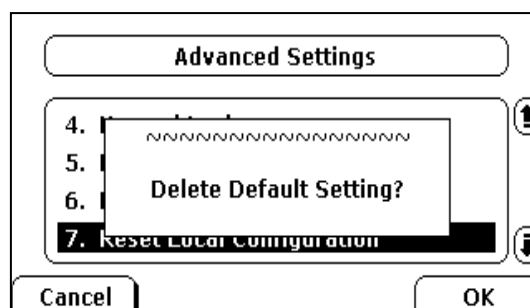 Advanced Settings
4.
~~~~~~~~~~~~~~~~
5.
Delete Default Setting?
6.
7. Reset Local Configuration
Cancel
OK